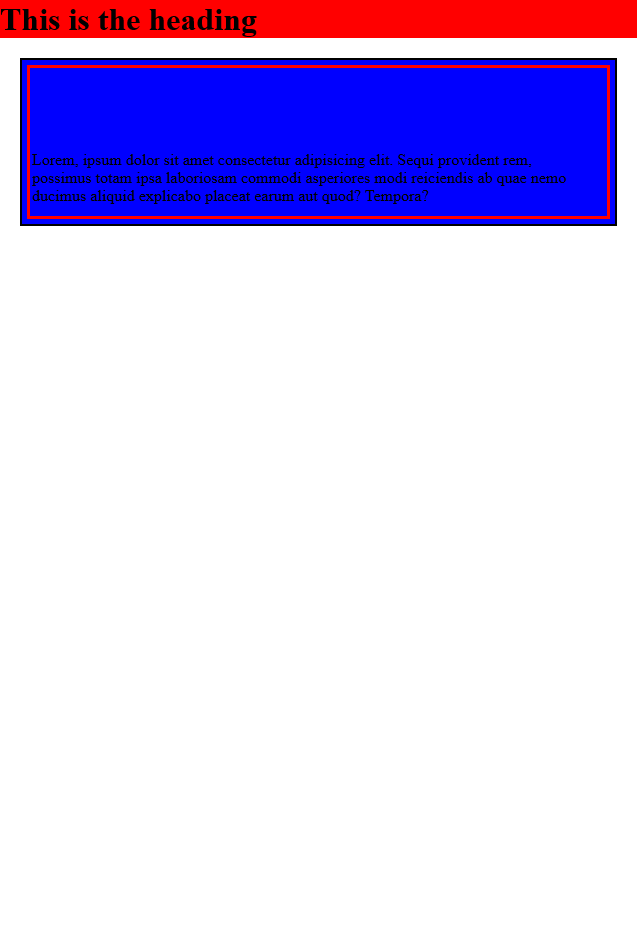 This is the heading
Lorem, ipsum dolor sit amet consectetur adipisicing elit. Sequi provident rem,
possimus totam ipsa laboriosam commodi asperiores modi reiciendis ab quae nemo
ducimus aliquid explicabo placeat earum aut quod? Tempora?